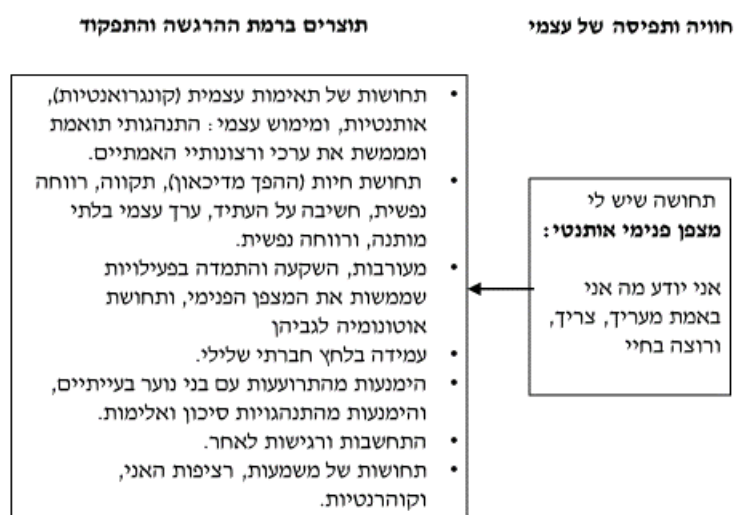 חוויה ותפיסה של עצמי
תוצרים ברמת ההרגשה והתפקוד
תחושה שיש לי
מצפן פנימי אותנטי:
אני יודע מה אני
באמת מעריך, צריך,
ורוצה בחיי
• תחושות של תאימות עצמית (קונגרואנטיות),
אותנטיות, ומימוש עצמי: התנהגותי תואמת
ומממשת את ערכי ורצונותיי האמתיים.
• תחושת חיות (ההפך מדיכאון), תקווה, רווחה
נפשית, חשיבה על העתיד, ערך עצמי בלתי
מותנה, ורווחה נפשית.
• מעורבות, השקעה והתמדה בפעילויות
שממשות את המצפן הפנימי, ותחושת
אוטונומיה לגביהן
• עמידה בלחץ חברתי שלילי.
• הימנעות מהתרועעות עם בני נוער בעייתיים,
והימנעות מהתנהגויות סיכון ואלימות.
• התחשבות ורגישות לאחר.
• תחושות של משמעות, רציפות האני,
וקוהרנטיות.